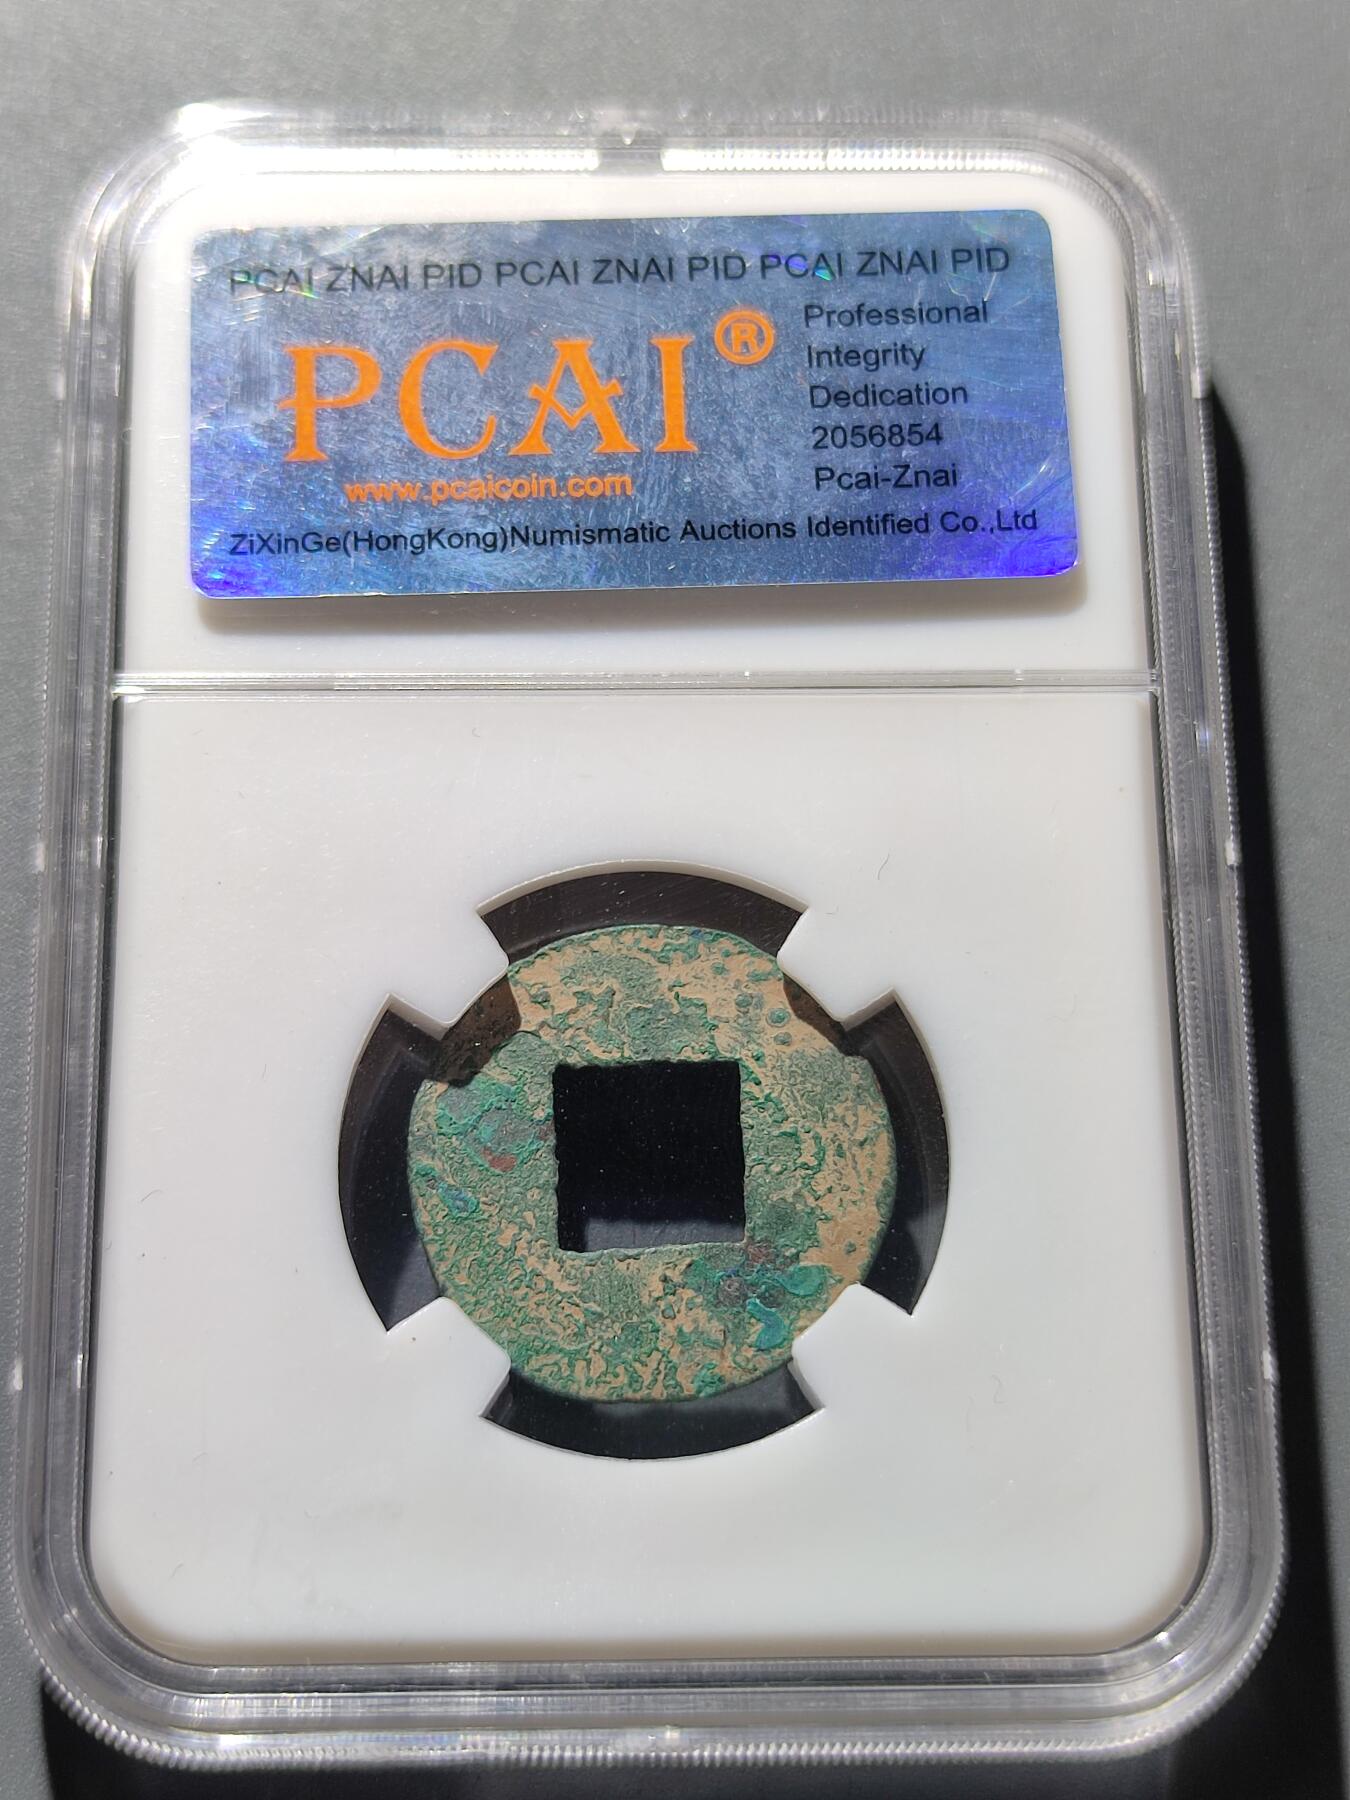 PCAI ZNAI PID PCAI ZNAI PID PCAI ZNAI PID
PCAI®
www.pcaicoin.com
Professional
Integrity
Dedication
2056854
Pcai-Znai
ZiXinGe(HongKong)Numismatic Auctions Identified Co.,Ltd